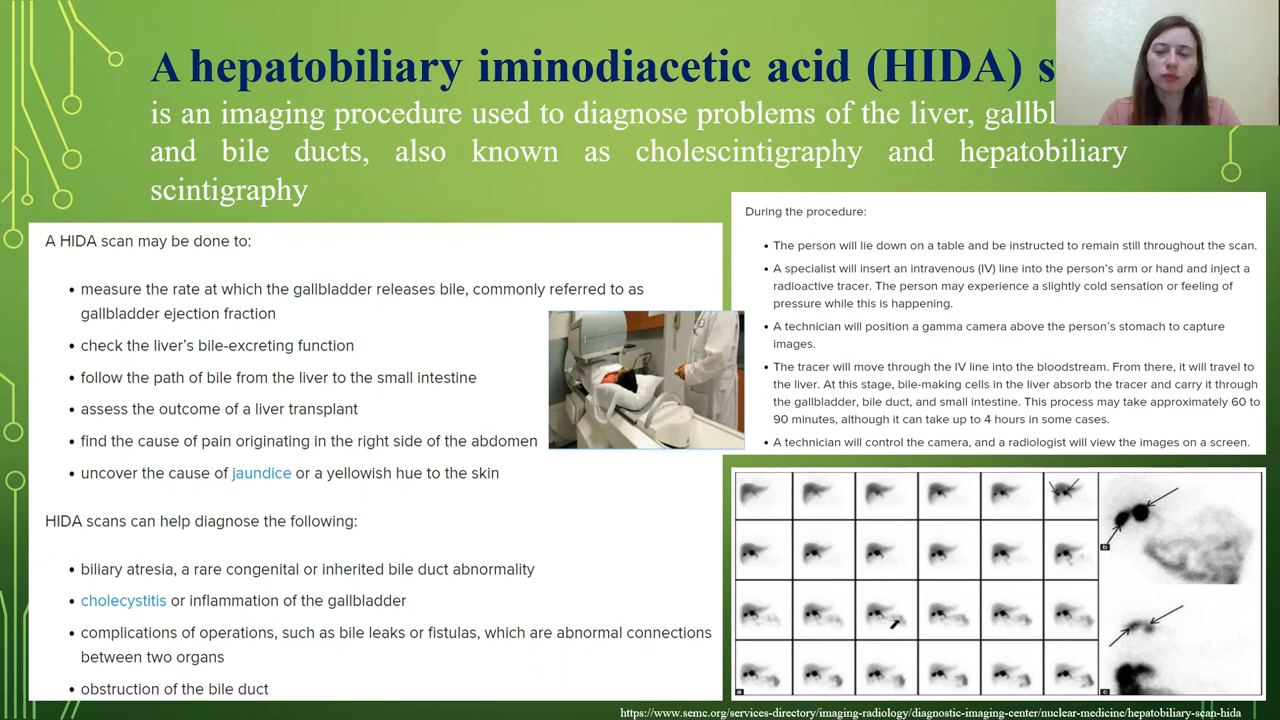 A hepatobiliary iminodiacetic acid (HIDA) s
is an imaging procedure used to diagnose problems of the liver, gallbl
and bile ducts, also known as cholescintigraphy and hepatobiliary
scintigraphy
A HIDA scan may be done to:
• measure the rate at which the gallbladder releases bile, commonly referred to as
gallbladder ejection fraction
• check the liver’s bile-excreting function
• follow the path of bile from the liver to the small intestine
• assess the outcome of a liver transplant
• find the cause of pain originating in the right side of the abdomen
• uncover the cause of jaundice or a yellowish hue to the skin
HIDA scans can help diagnose the following:
• biliary atresia, a rare congenital or inherited bile duct abnormality
• cholecystitis or inflammation of the gallbladder
• complications of operations, such as bile leaks or fistulas, which are abnormal connections
between two organs
• obstruction of the bile duct
During the procedure:
• The person will lie down on a table and be instructed to remain still throughout the scan.
• A specialist will insert an intravenous (IV) line into the person’s arm or hand and inject a
radioactive tracer. The person may experience a slightly cold sensation or feeling of
pressure while this is happening.
• A technician will position a gamma camera above the person’s stomach to capture
images.
• The tracer will move through the IV line into the bloodstream. From there, it will travel to
the liver. At this stage, bile-making cells in the liver absorb the tracer and carry it through
the gallbladder, bile duct, and small intestine. This process may take approximately 60 to
90 minutes, although it can take up to 4 hours in some cases.
• A technician will control the camera, and a radiologist will view the images on a screen.
a
b
c
https://www.semc.org/services-directory/imaging-radiology/diagnostic-imaging-center/nuclear-medicine/hepatobiliary-scan-hida